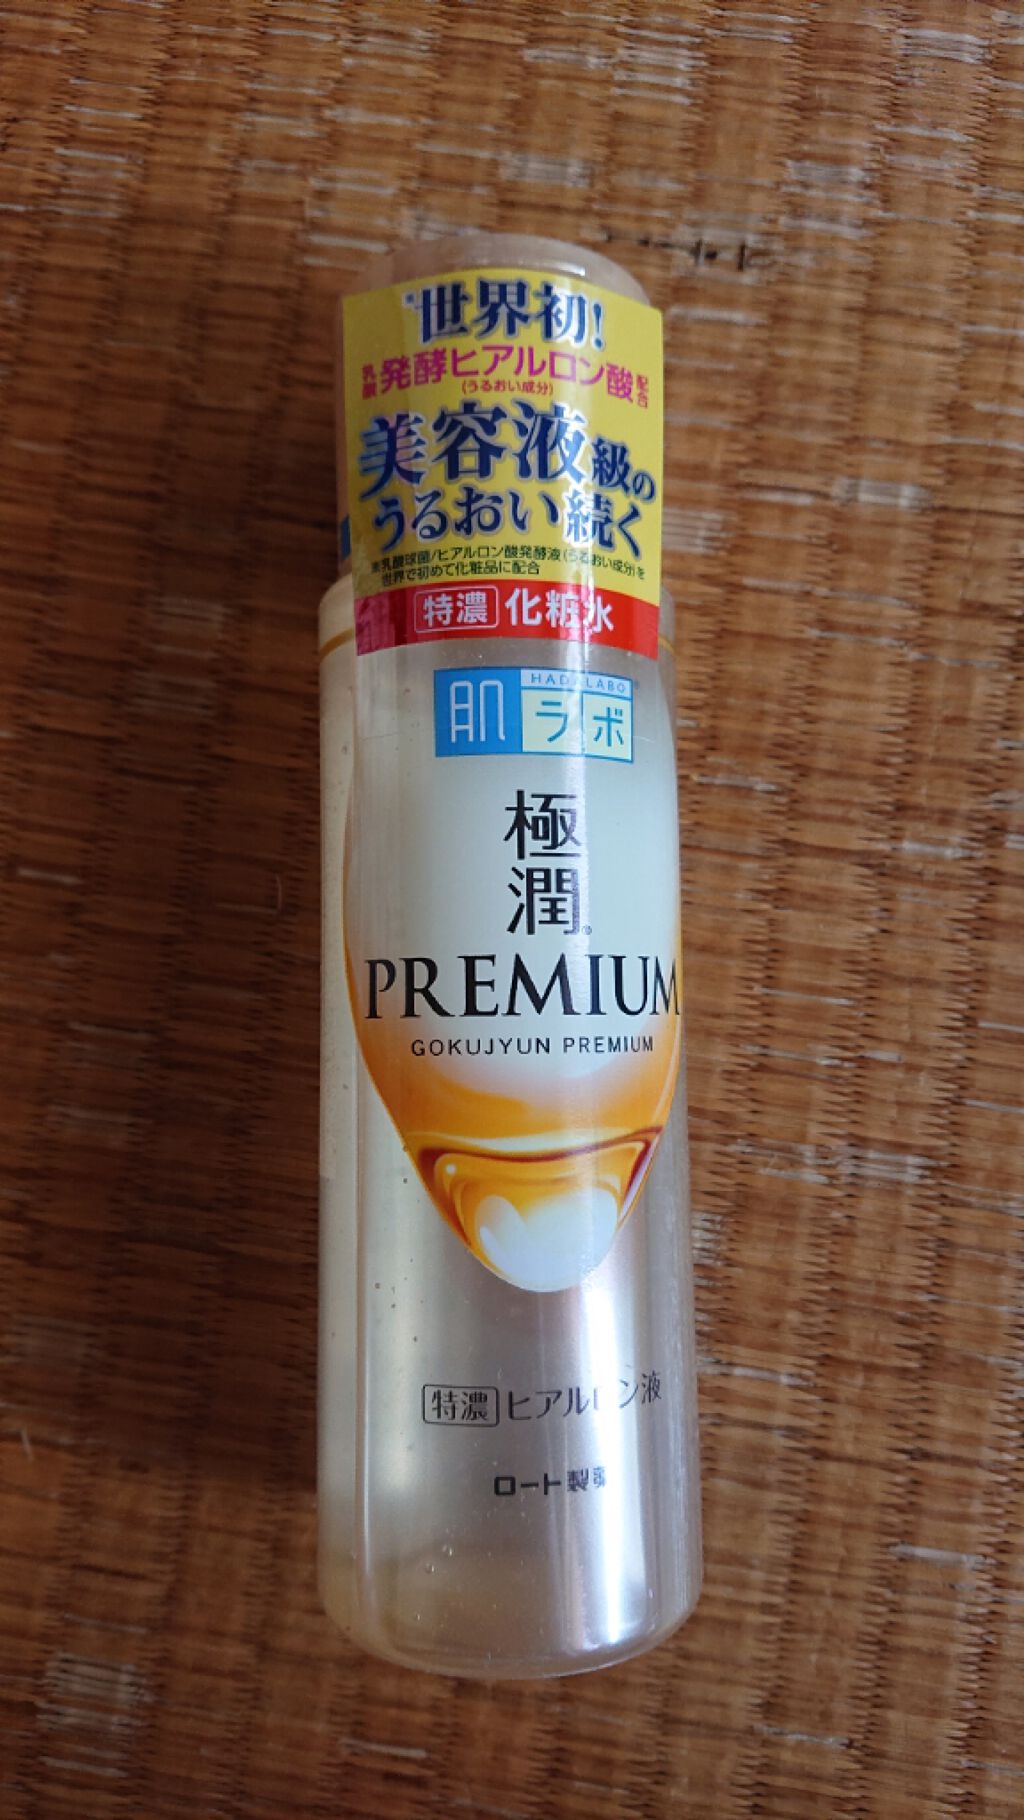 ※世界初!
乳酸発酵ヒアルロン酸配合
(うるおい成分)
美容液級の
うるおい続く
※乳酸球菌/ヒアルロン酸発酵液(うるおい成分)を
世界で初めて化粧品に配合
特濃 化粧水
HADALABO®
肌ラボ
極
潤®
PREMIUM
GOKUJYUN PREMIUM
特濃 ヒアルロン液
ロート製薬